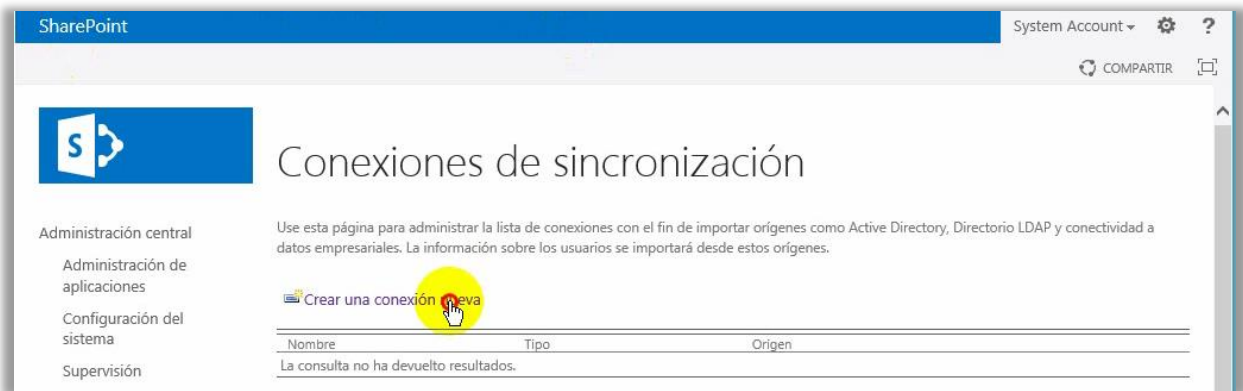 SharePoint
System Account
?
COMPARTIR
S
Conexiones de sincronización
Administración central
Administración de
aplicaciones
Configuración del
sistema
Supervisión
Use esta página para administrar la lista de conexiones con el fin de importar orígenes como Active Directory, Directorio LDAP y conectividad a
datos empresariales. La información sobre los usuarios se importará desde estos orígenes.
Crear una conexión nueva
Nombre Tipo Origen
La consulta no ha devuelto resultados.